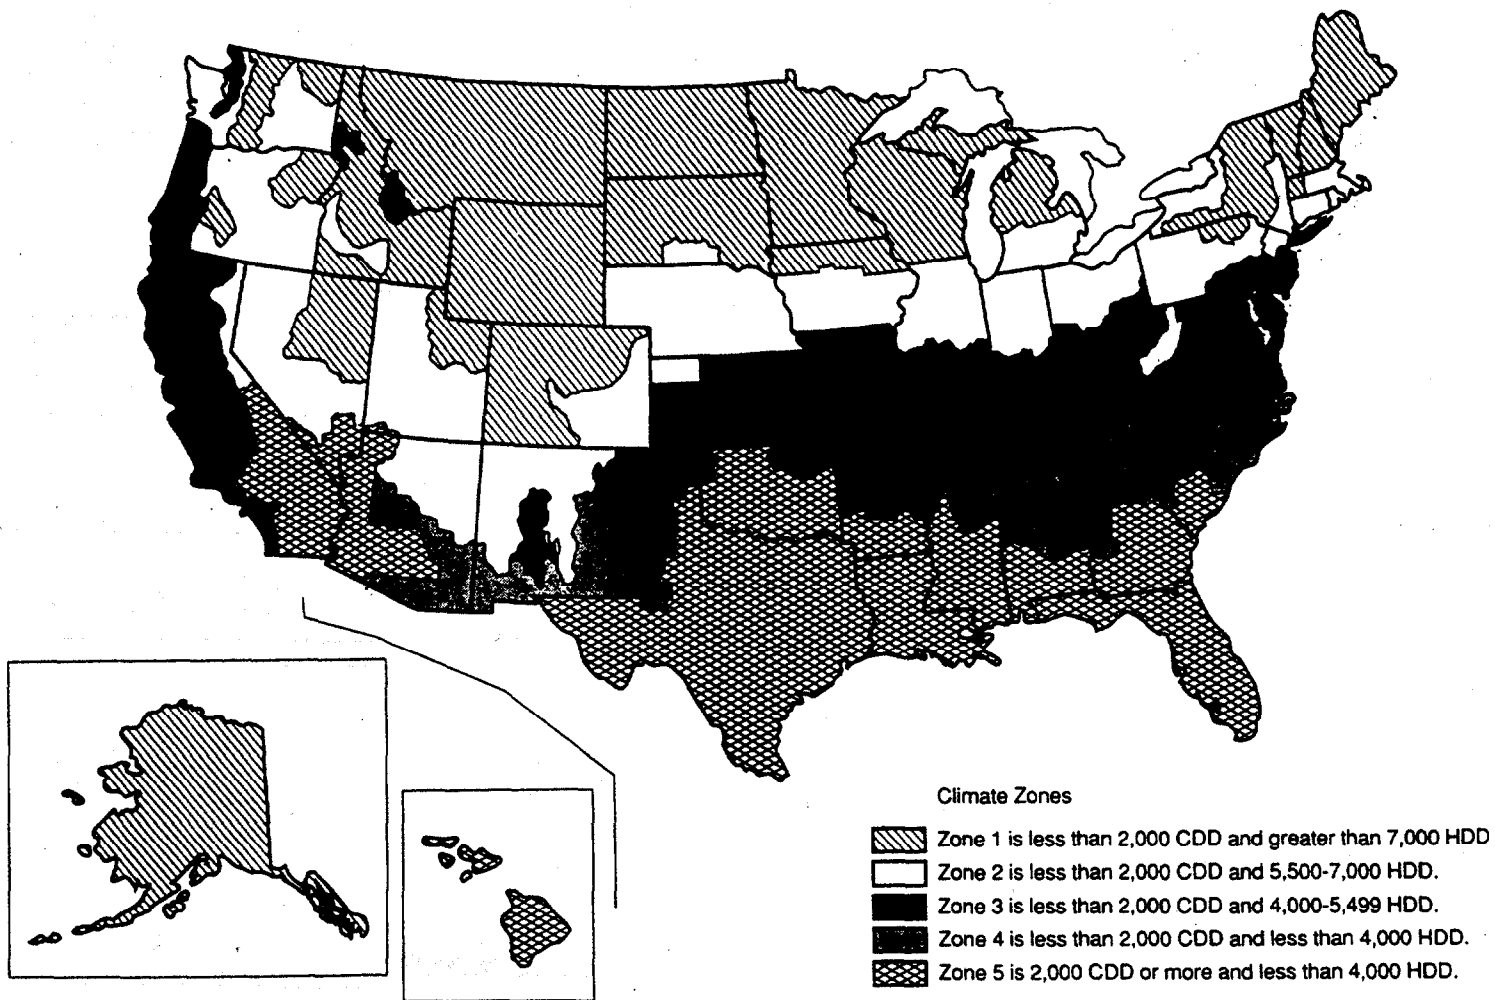 Climate Zones
Zone 1 is less than 2,000 CDD and greater than 7,000 HDD
Zone 2 is less than 2,000 CDD and 5,500-7,000 HDD.
Zone 3 is less than 2,000 CDD and 4,000-5,499 HDD.
Zone 4 is less than 2,000 CDD and less than 4,000 HDD.
Zone 5 is 2,000 CDD or more and less than 4,000 HDD.